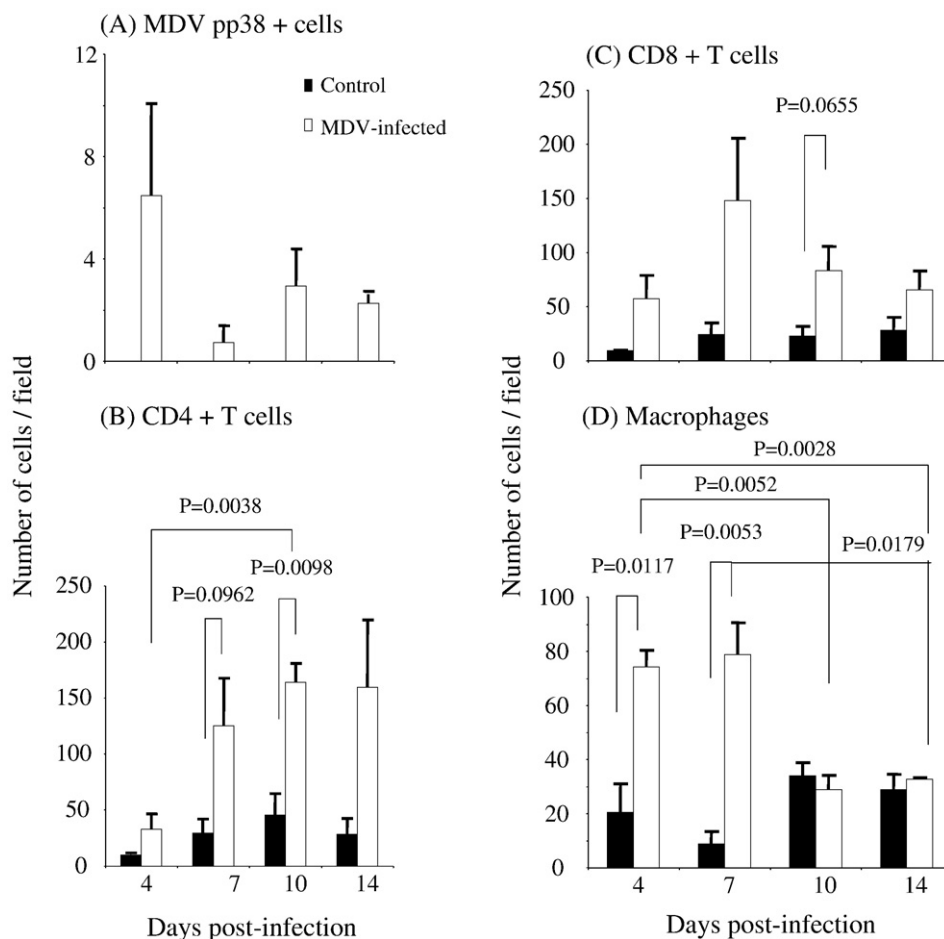 (A) MDV pp38 + cells
12
8
4
0
Control
MDV-infected
Number of cells / field
(B) CD4 + T cells
P=0.0038
P=0.0098
P=0.0962
250
200
150
100
50
0
4 7 10 14
Days post-infection
(C) CD8 + T cells
250
200
150
100
50
0
P=0.0655
Number of cells / field
(D) Macrophages
P=0.0028
P=0.0052
P=0.0053
P=0.0179
P=0.0117
100
80
60
40
20
0
4 7 10 14
Days post-infection